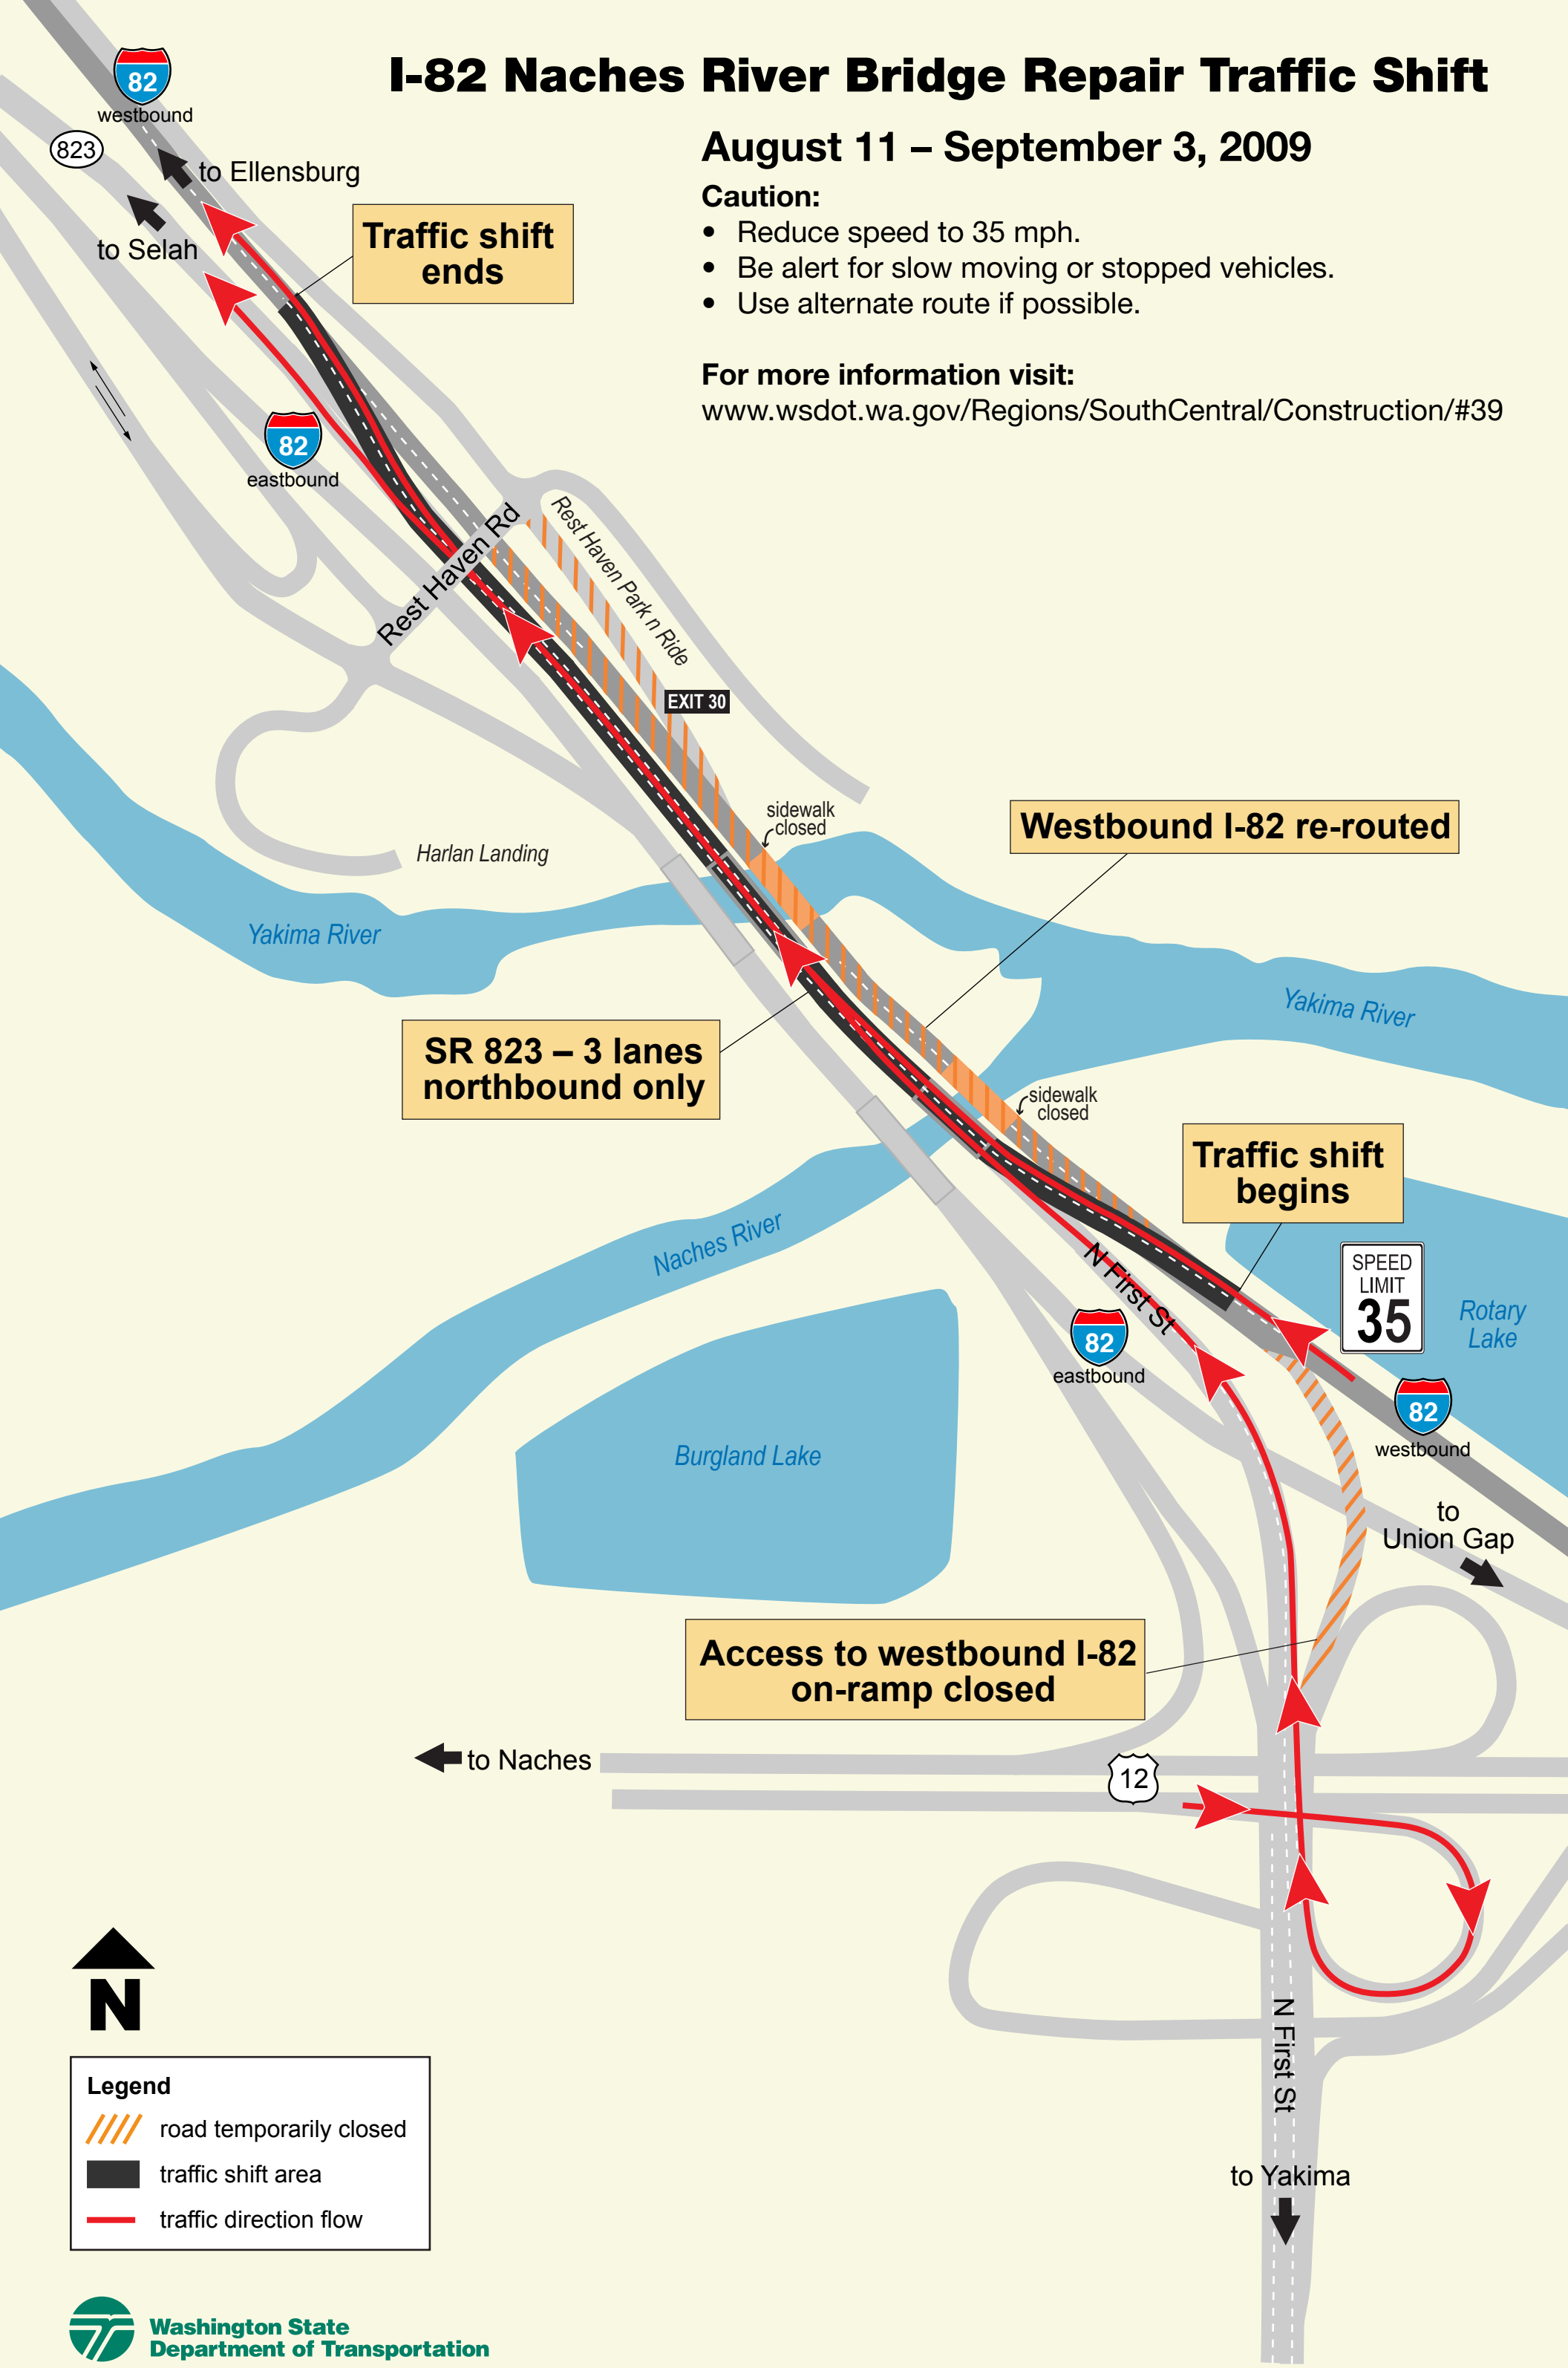 I-82 Naches River Bridge Repair Traffic Shift
August 11 – September 3, 2009
Caution:
• Reduce speed to 35 mph.
• Be alert for slow moving or stopped vehicles.
• Use alternate route if possible.
For more information visit:
www.wsdot.wa.gov/Regions/SouthCentral/Construction/#39
82
westbound
823
to Ellensburg
to Selah
Traffic shift
ends
82
eastbound
Rest Haven Rd
Rest Haven Park n Ride
EXIT 30
sidewalk
closed
Harlan Landing
Westbound I-82 re-routed
Yakima River
Yakima River
SR 823 – 3 lanes
northbound only
sidewalk
closed
Traffic shift
begins
Naches River
N First St
SPEED
LIMIT
35
Rotary
Lake
82
eastbound
82
westbound
Burgland Lake
to
Union Gap
Access to westbound I-82
on-ramp closed
to Naches
12
N First St
to Yakima
N
Legend
road temporarily closed
traffic shift area
traffic direction flow
Washington State
Department of Transportation